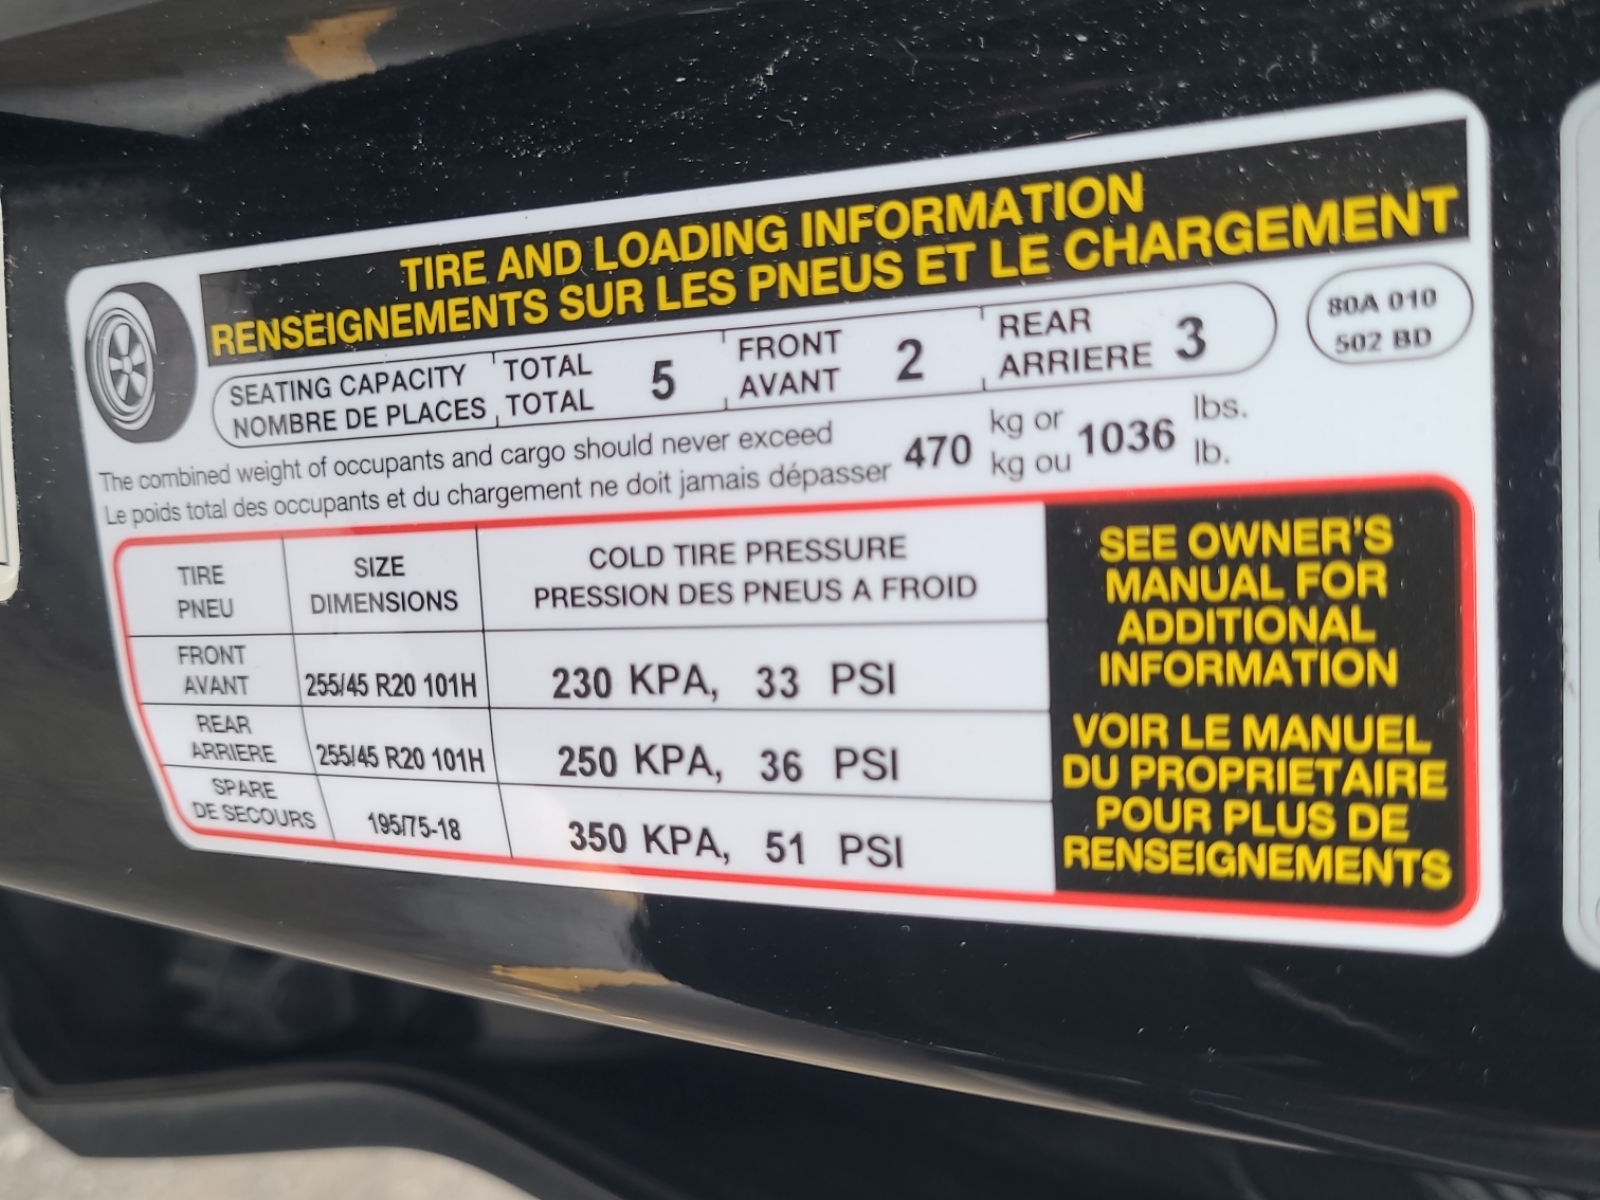 TIRE AND LOADING INFORMATION
RENSEIGNEMENTS SUR LES PNEUS ET LE CHARGEMENT
SEATING CAPACITY TOTAL 5 FRONT 2 REAR 3
NOMBRE DE PLACES TOTAL AVANT ARRIERE
80A 010
502 BD
The combined weight of occupants and cargo should never exceed 470 kg or 1036 lbs.
Le poids total des occupants et du chargement ne doit jamais dépasser kg ou lb.
TIRE SIZE COLD TIRE PRESSURE
PNEU DIMENSIONS PRESSION DES PNEUS A FROID
FRONT
AVANT 255/45 R20 101H 230 KPA, 33 PSI
REAR
ARRIERE 255/45 R20 101H 250 KPA, 36 PSI
SPARE
DE SECOURS 195/75-18 350 KPA, 51 PSI
SEE OWNER'S
MANUAL FOR
ADDITIONAL
INFORMATION
VOIR LE MANUEL
DU PROPRIETAIRE
POUR PLUS DE
RENSEIGNEMENTS